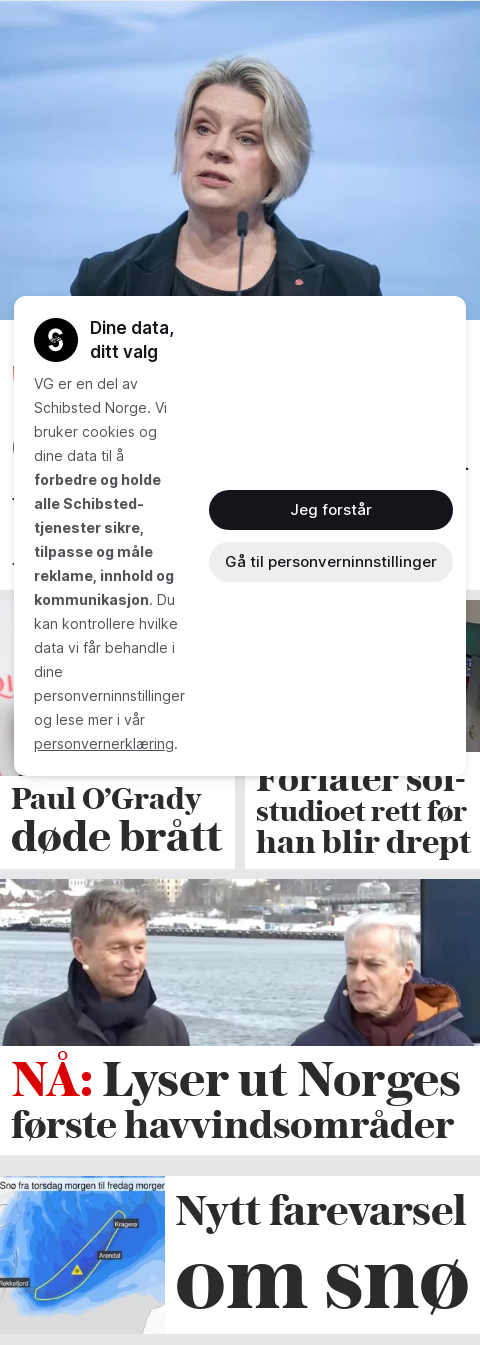 Dine data,
ditt valg
VG er en del av
Schibsted Norge. Vi
bruker cookies og
dine data til å
forbedre og holde
alle Schibsted-
tjenester sikre,
tilpasse og måle
reklame, innhold og
kommunikasjon. Du
kan kontrollere hvilke
data vi får behandle i
dine
personverninnstillinger
og lese mer i vår
personvernerklæring.
Jeg forstår
Gå til personverninnstillinger
Paul O’Grady
døde brått
Forlater sol-
studioet rett før
han blir drept
NÅ: Lyser ut Norges
første havvindsområder
Snø fra torsdag morgen til fredag morgen
Kragerø
Arendal
Flekkefjord
Nytt farevarsel
om snø